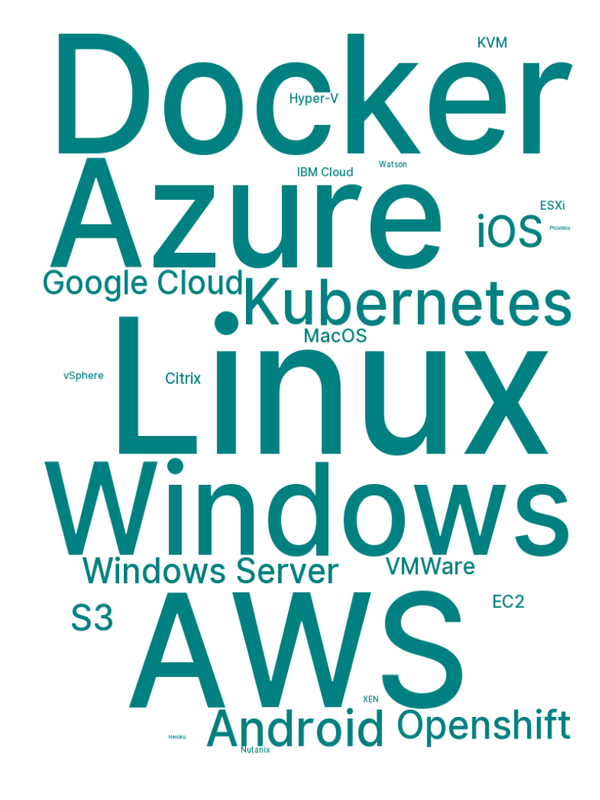 KVM
Docker
Hyper-V
Watson
IBM Cloud
Azure
ESXi
iOS
Proxmox
Google Cloud
Kubernetes
MacOS
Linux
vSphere
Citrix
Windows
Windows Server
VMWare
S3
AWS
EC2
XEN
Android
Openshift
Heroku
Nutanix